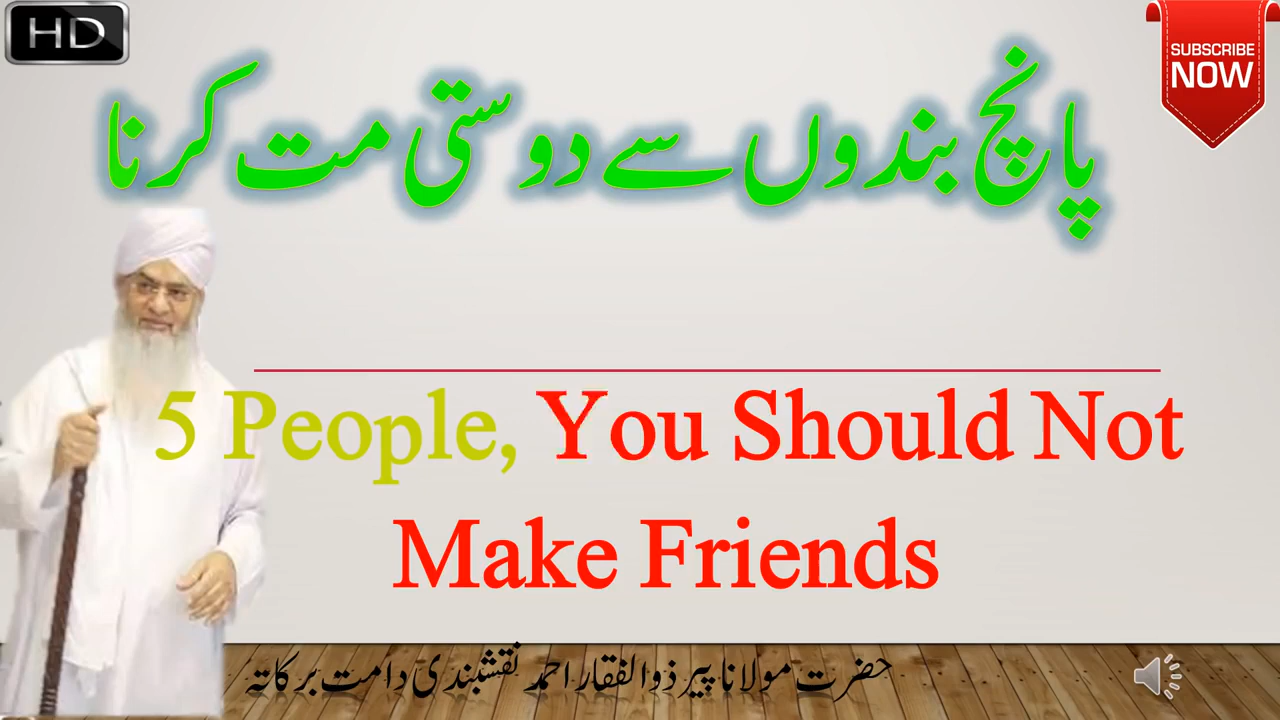 HD
SUBSCRIBE
NOW
پانچ بندوں سے دوستی مت کرنا
5 People, You Should Not
Make Friends
حضرت مولانا پیر ذوالفقار احمد نقشبندی دامت برکاتہ